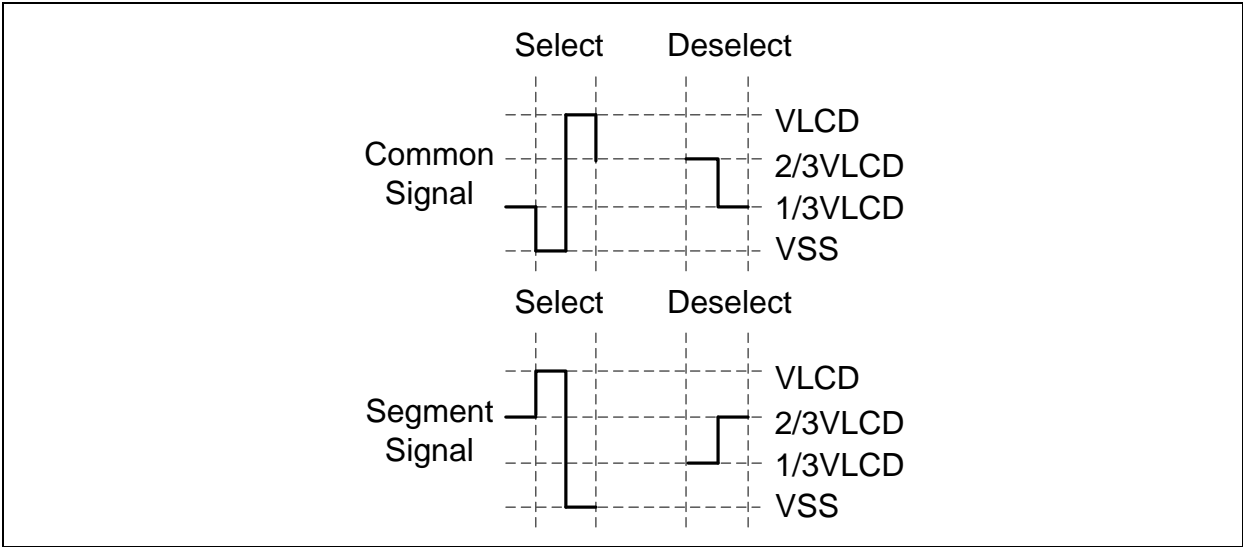 Select Deselect
VLCD
Common 2/3VLCD
Signal 1/3VLCD
VSS
Select Deselect
VLCD
Segment 2/3VLCD
Signal 1/3VLCD
VSS